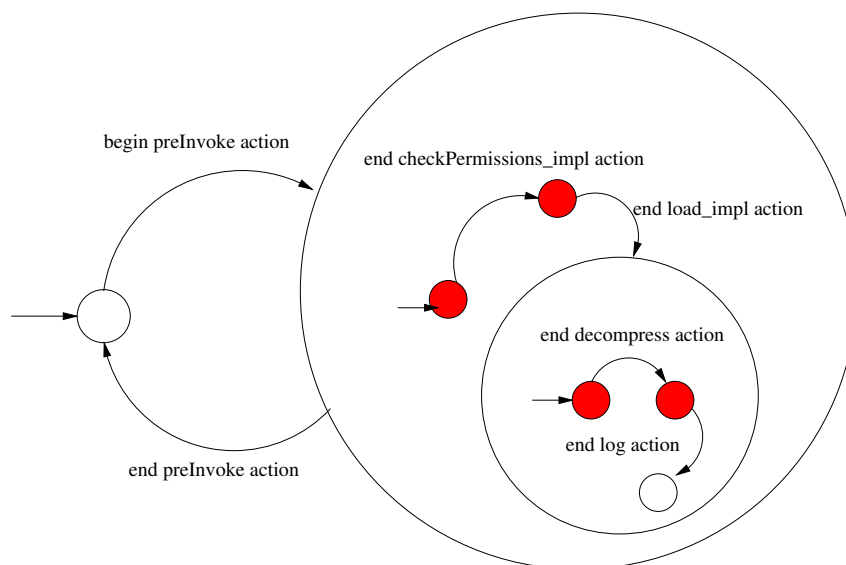 begin preInvoke action
end checkPermissions_impl action
end load_impl action
end decompress action
end log action
end preInvoke action